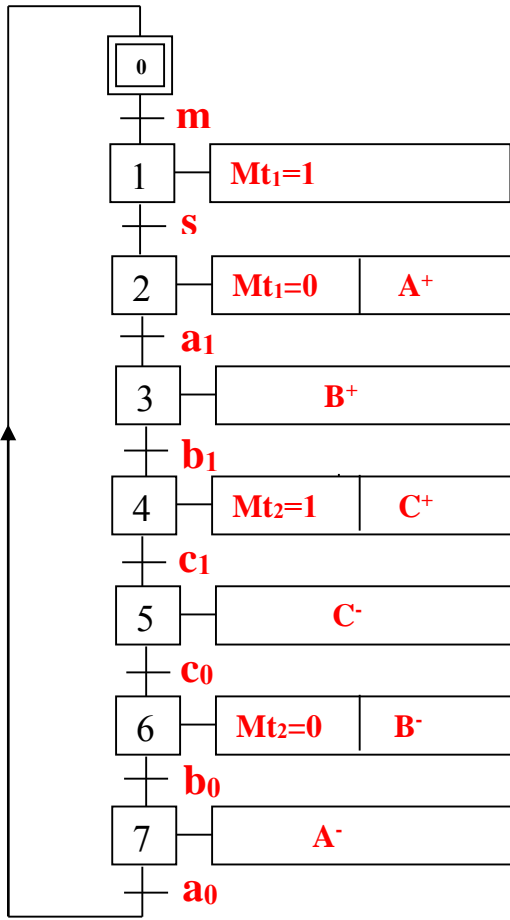 0
m
1 Mt₁=1
s
2 Mt₁=0 A⁺
a₁
3 B⁺
b₁
4 Mt₂=1 C⁺
c₁
5 C⁻
c₀
6 Mt₂=0 B⁻
b₀
7 A⁻
a₀